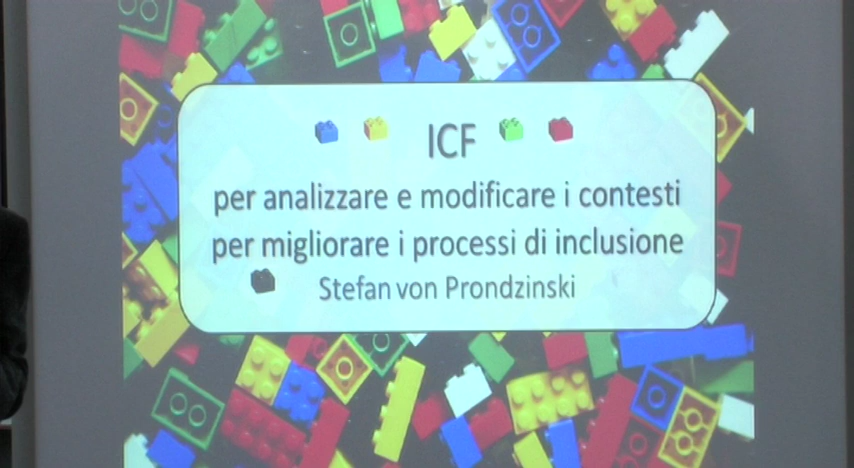 ICF
per analizzare e modificare i contesti
per migliorare i processi di inclusione
Stefan von Prondzinski